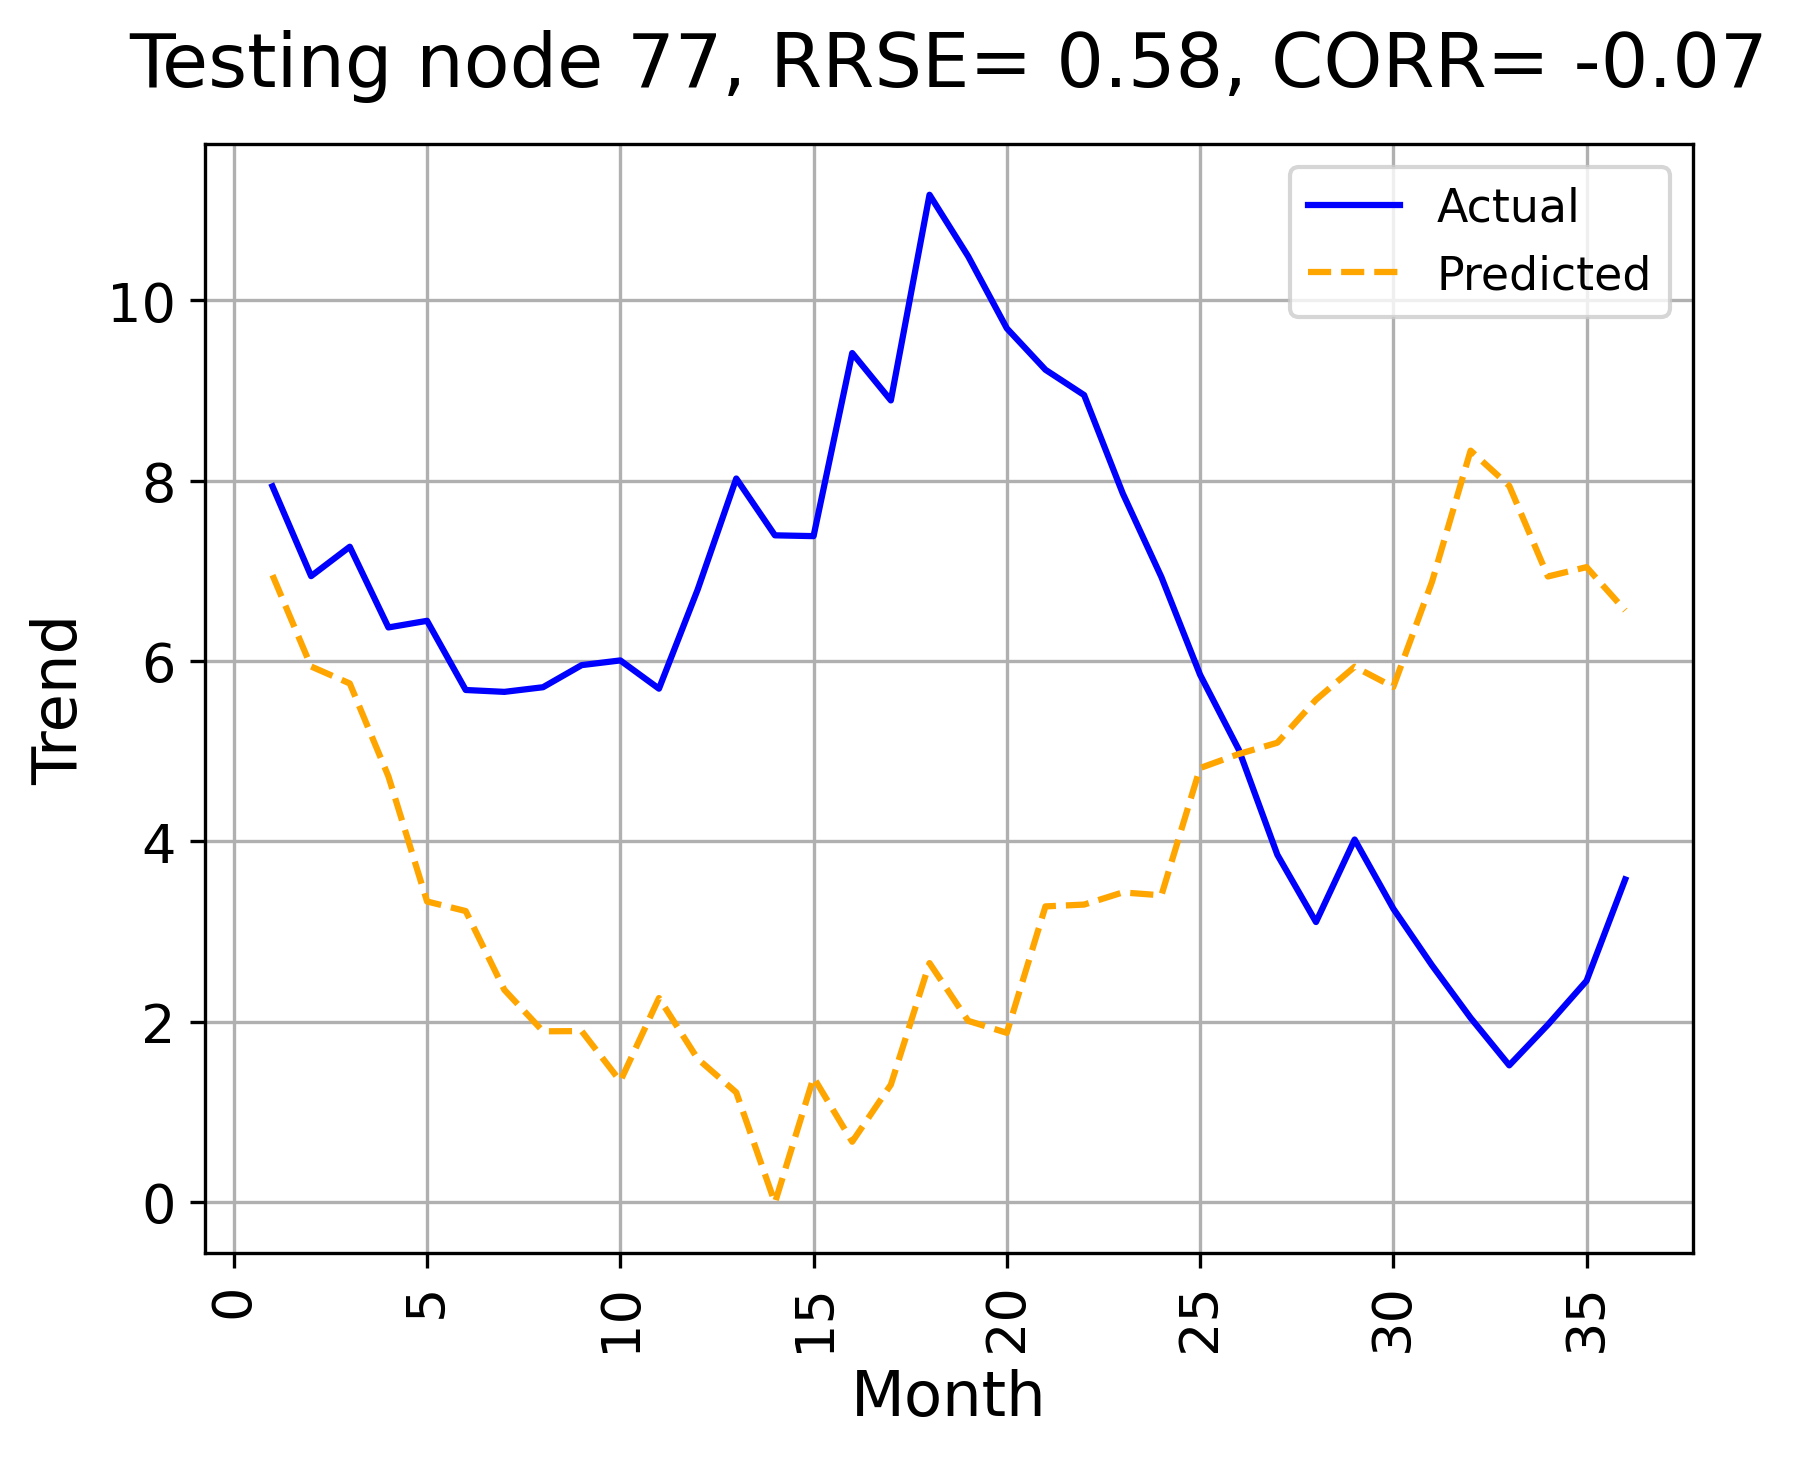 Testing node 77, RRSE= 0.58, CORR= -0.07
Actual
Predicted
Trend
10
8
6
4
2
0
0
5
10
15
20
25
30
35
Month